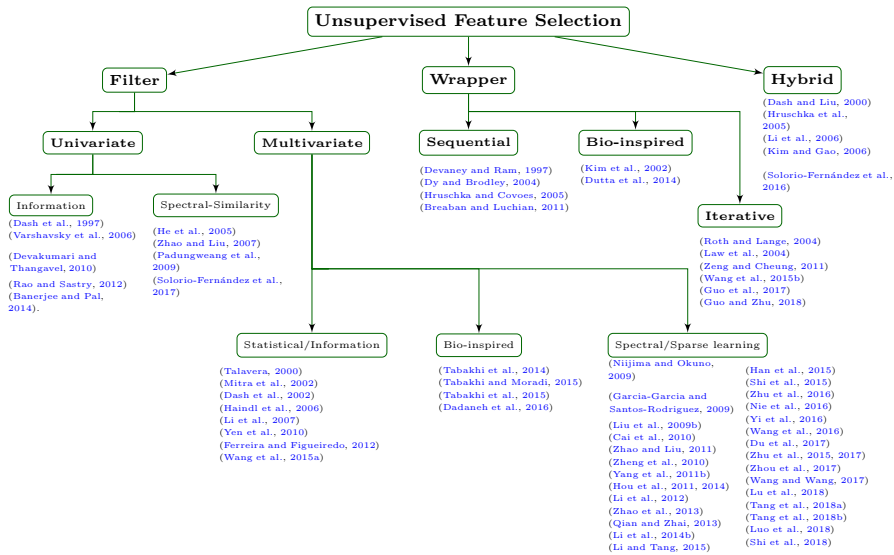 Unsupervised Feature Selection
Filter
Wrapper
Hybrid
(Dash and Liu, 2000)
(Hruschka et al.,
2005)
(Li et al., 2006)
(Kim and Gao, 2006)
(Solorio-Fernández et al.,
2016)
Univariate
Multivariate
Sequential
(Devaney and Ram, 1997)
(Dy and Brodley, 2004)
(Hruschka and Covoes, 2005)
(Breaban and Luchian, 2011)
Bio-inspired
(Kim et al., 2002)
(Dutta et al., 2014)
Iterative
(Roth and Lange, 2004)
(Law et al., 2004)
(Zeng and Cheung, 2011)
(Wang et al., 2015b)
(Guo et al., 2017)
(Guo and Zhu, 2018)
Information
(Dash et al., 1997)
(Varshavsky et al., 2006)
(Devakumari and
Thangavel, 2010)
(Rao and Sastry, 2012)
(Banerjee and Pal,
2014).
Spectral-Similarity
(He et al., 2005)
(Zhao and Liu, 2007)
(Padungweang et al.,
2009)
(Solorio-Fernández et al.,
2017)
Statistical/Information
(Talavera, 2000)
(Mitra et al., 2002)
(Dash et al., 2002)
(Haindl et al., 2006)
(Li et al., 2007)
(Yen et al., 2010)
(Ferreira and Figueiredo, 2012)
(Wang et al., 2015a)
Bio-inspired
(Tabakhi et al., 2014)
(Tabakhi and Moradi, 2015)
(Tabakhi et al., 2015)
(Dadaneh et al., 2016)
Spectral/Sparse learning
(Niijima and Okuno,
2009)
(Garcia-Garcia and
Santos-Rodriguez, 2009)
(Liu et al., 2009b)
(Cai et al., 2010)
(Zhao and Liu, 2011)
(Zheng et al., 2010)
(Yang et al., 2011b)
(Hou et al., 2011, 2014)
(Li et al., 2012)
(Zhao et al., 2013)
(Qian and Zhai, 2013)
(Li et al., 2014b)
(Li and Tang, 2015)
(Han et al., 2015)
(Shi et al., 2015)
(Zhu et al., 2016)
(Nie et al., 2016)
(Yi et al., 2016)
(Wang et al., 2016)
(Du et al., 2017)
(Zhu et al., 2015, 2017)
(Zhou et al., 2017)
(Wang and Wang, 2017)
(Lu et al., 2018)
(Tang et al., 2018a)
(Tang et al., 2018b)
(Luo et al., 2018)
(Shi et al., 2018)